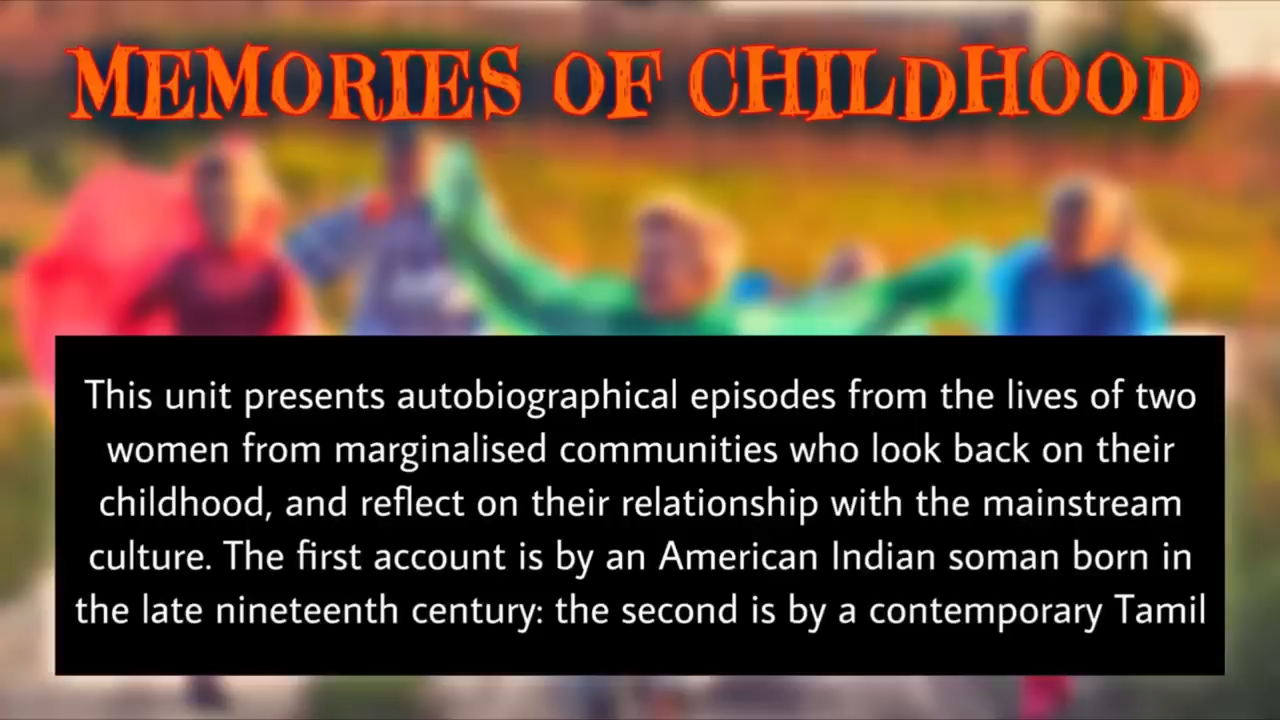 MEMORIES OF CHILDHOOD
This unit presents autobiographical episodes from the lives of two
women from marginalised communities who look back on their
childhood, and reflect on their relationship with the mainstream
culture. The first account is by an American Indian soman born in
the late nineteenth century: the second is by a contemporary Tamil